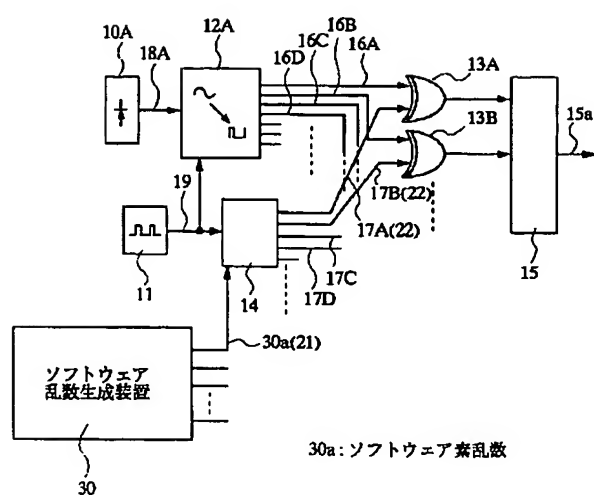 12A
16B
16C
16A
16D
10A
18A
13A
13B
15a
19
17B(22)
17A(22)
11
14
17C
17D
15
30a(21)
ソフトウェア
乱数生成装置
30
30a:ソフトウェア素乱数